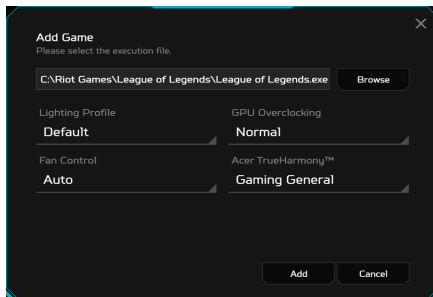 Add Game
Please select the execution file.
C:\Riot Games\League of Legends\League of Legends.exe Browse
Lighting Profile GPU Overclocking
Default Normal
Fan Control Acer TrueHarmony™
Auto Gaming General
Add Cancel